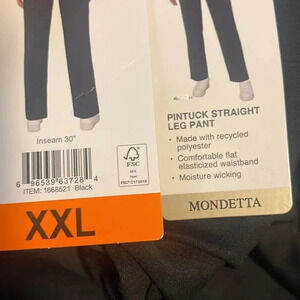 Inseam 30"
6 96539 63728 4
ITEM: 1668521 Black
FSC
XXL
PINTUCK STRAIGHT
LEG PANT
• Made with recycled
polyester
• Comfortable flat
elasticized waistband
• Moisture wicking
MONDETTA